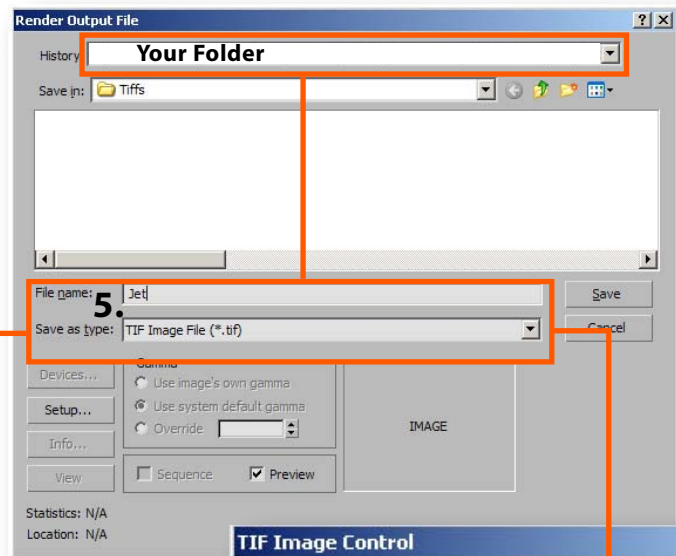 Render Output File
History
Your Folder
Save in: Tiffs
File name: Jet
5.
Save
Save as type: TIF Image File (*.tif)
Cancel
Devices...
Gamma
Use image's own gamma
Setup...
Use system default gamma
Override
IMAGE
Info...
View
Sequence
Preview
Statistics: N/A
Location: N/A
TIF Image Control